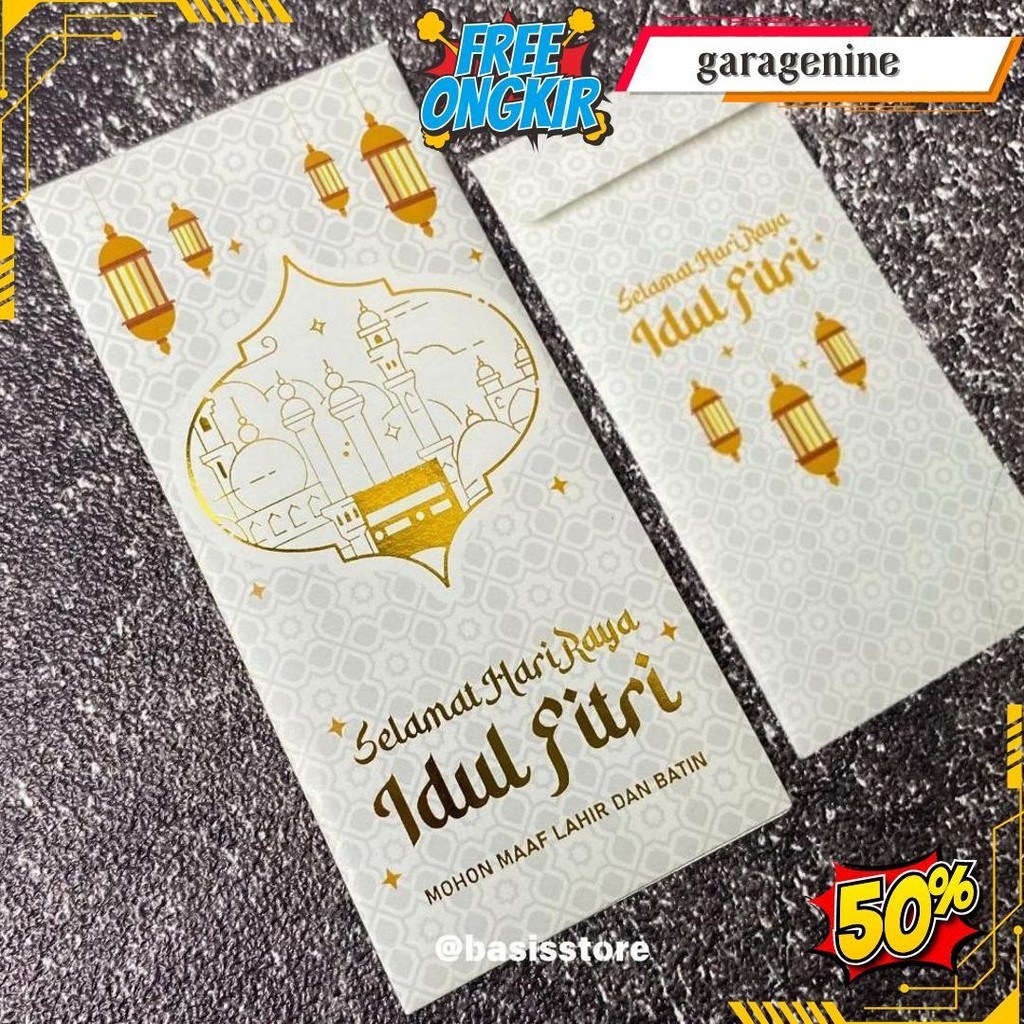 FREE
ONGKIR
garagenine
Selamat Hari Raya
Idul Fitri
Selamat Hari Raya
Idul Fitri
MOHON MAAF LAHIR DAN BATIN
@basisstore
50%